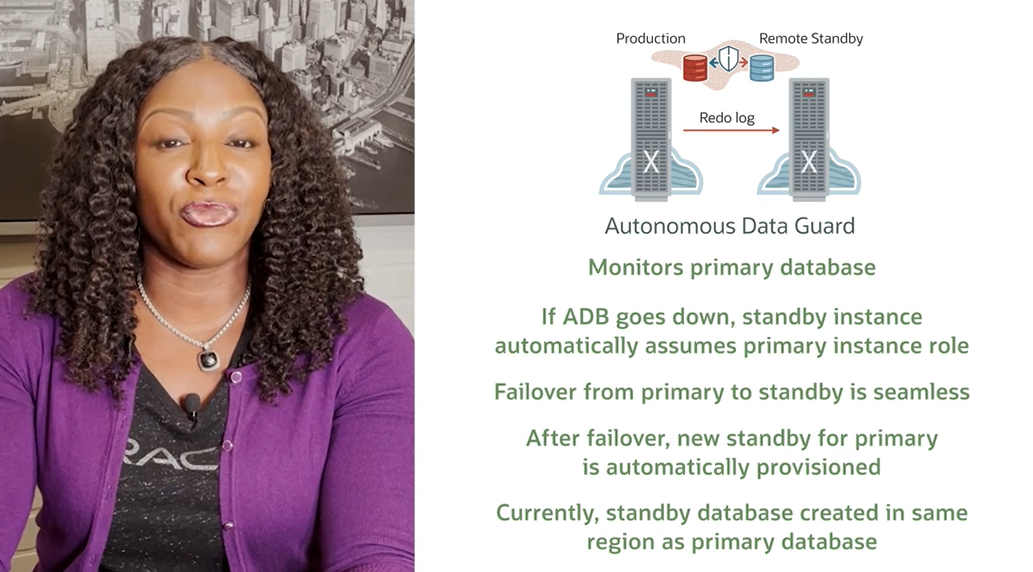 Production
Remote Standby
Redo log
X
X
Autonomous Data Guard
Monitors primary database
If ADB goes down, standby instance
automatically assumes primary instance role
Failover from primary to standby is seamless
After failover, new standby for primary
is automatically provisioned
Currently, standby database created in same
region as primary database
RAC